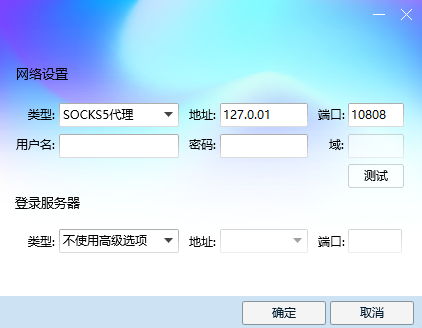 网络设置
类型: SOCKS5代理 地址: 127.0.01 端口: 10808
用户名: 密码: 域:
测试
登录服务器
类型: 不使用高级选项 地址: 端口:
确定 取消